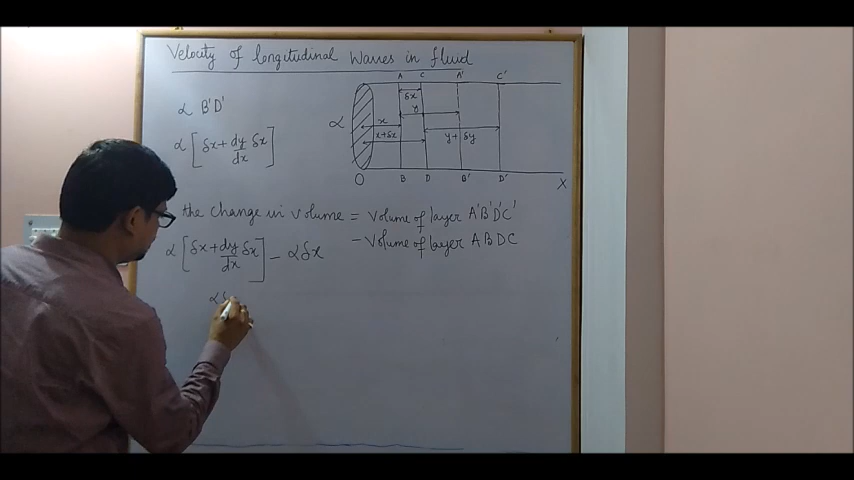 Velocity of longitudinal Waves in fluid
A C A' C'
δx
y
α B'D'
α
x
x+δx
y+δy
α [δx + dy/dx δx]
O B D B' D' X
the change in volume = Volume of layer A'B'D'C'
- Volume of layer ABDC
α [δx + dy/dx δx] - αδx
αδ